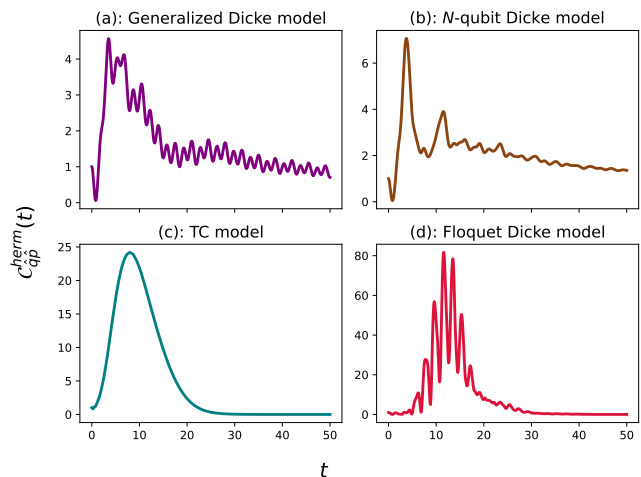 (a): Generalized Dicke model
(b): N-qubit Dicke model
4
3
2
1
0
6
4
2
0
(c): TC model
(d): Floquet Dicke model
25
20
15
10
5
0
80
60
40
20
0
0 10 20 30 40 50
0 10 20 30 40 50
C^{herm}_{q̂p̂}(t)
t